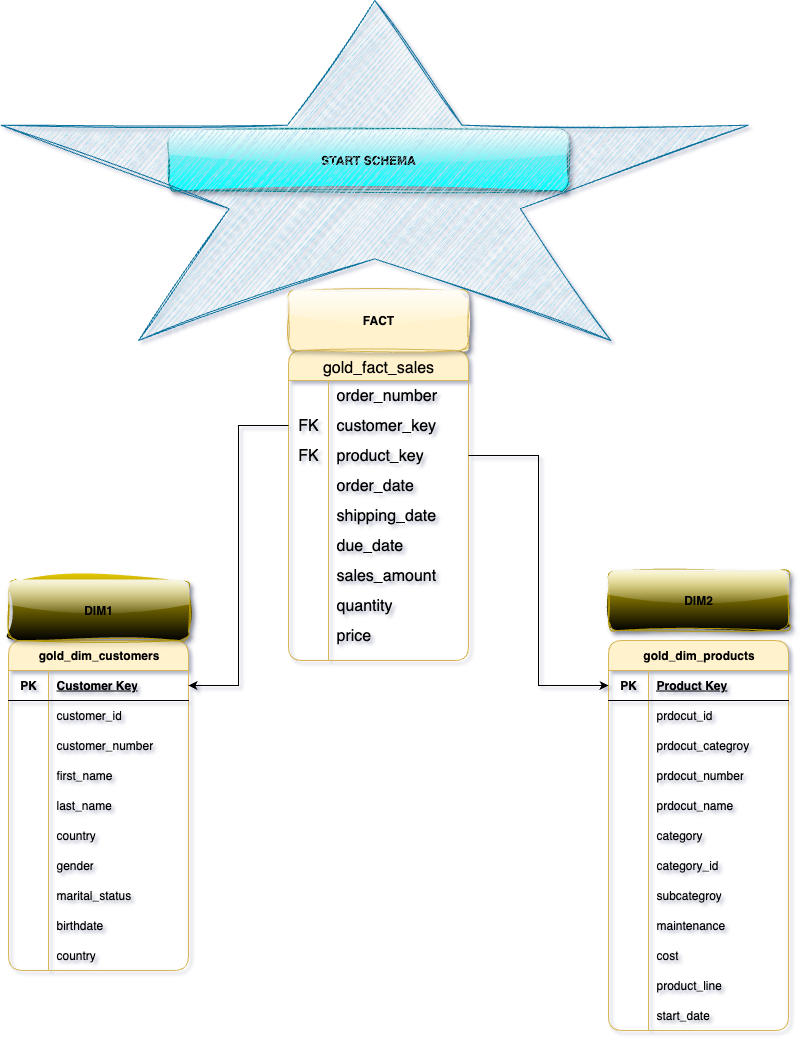 START SCHEMA
FACT
gold_fact_sales
order_number
FK customer_key
FK product_key
order_date
shipping_date
due_date
sales_amount
quantity
price
DIM1
gold_dim_customers
PK Customer Key
customer_id
customer_number
first_name
last_name
country
gender
marital_status
birthdate
country
DIM2
gold_dim_products
PK Product Key
prdocut_id
prdocut_categroy
prdocut_number
prdocut_name
category
category_id
subcategroy
maintenance
cost
product_line
start_date